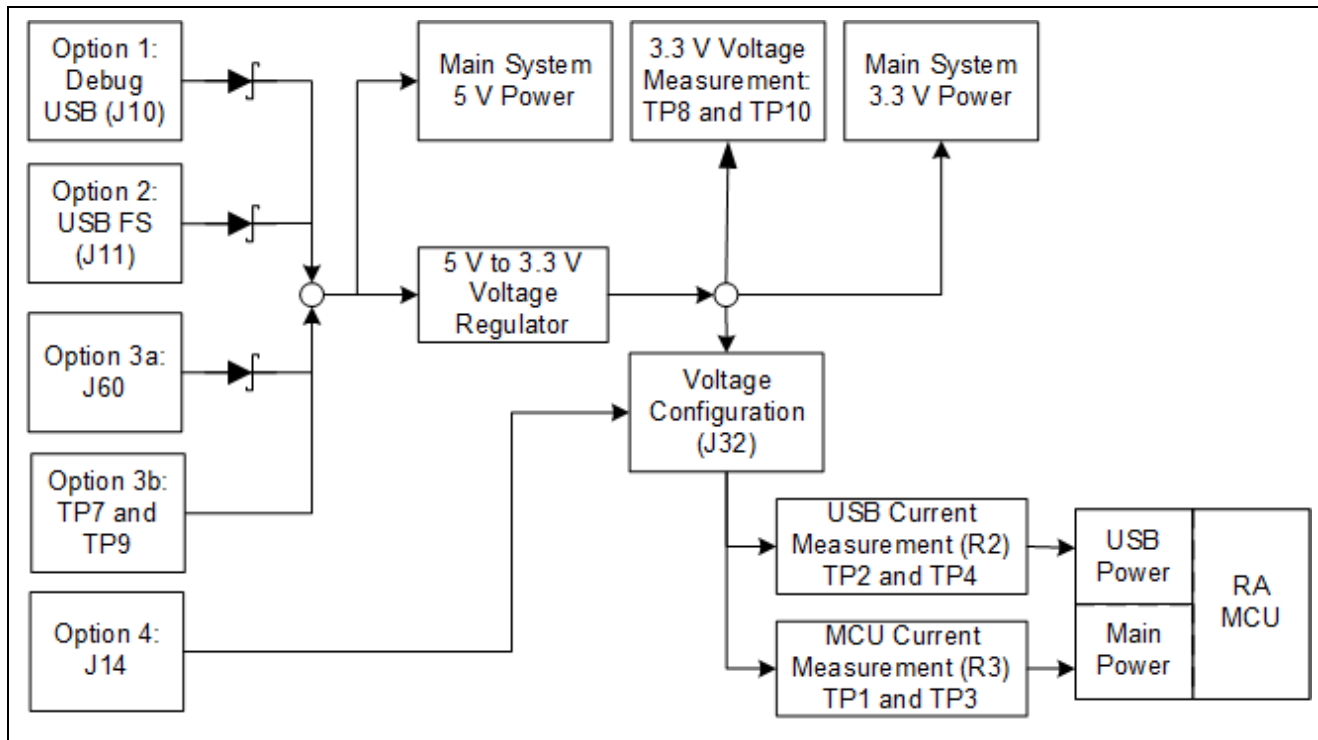 Option 1:
Debug
USB (J10)
Main System
5 V Power
3.3 V Voltage
Measurement:
TP8 and TP10
Main System
3.3 V Power
Option 2:
USB FS
(J11)
5 V to 3.3 V
Voltage
Regulator
Option 3a:
J60
Voltage
Configuration
(J32)
Option 3b:
TP7 and
TP9
USB Current
Measurement (R2)
TP2 and TP4
USB
Power
RA
MCU
Option 4:
J14
MCU Current
Measurement (R3)
TP1 and TP3
Main
Power